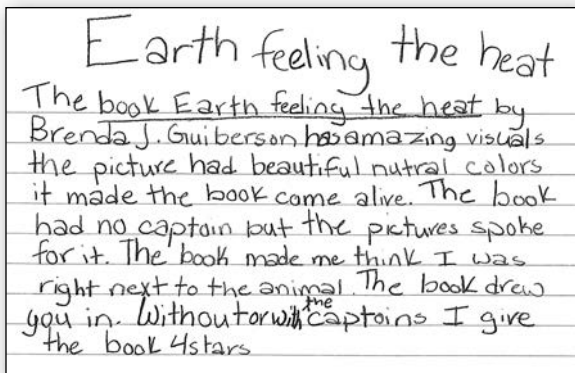 Earth feeling the heat
The book Earth feeling the heat by
Brenda J. Guiberson has amazing visuals
the picture had beautiful nutral colors
it made the book come alive. The book
had no captain but the pictures spoke
for it. The book made me think I was
right next to the animal. The book drew
you in. Without or with the captoins I give
the book 4stars